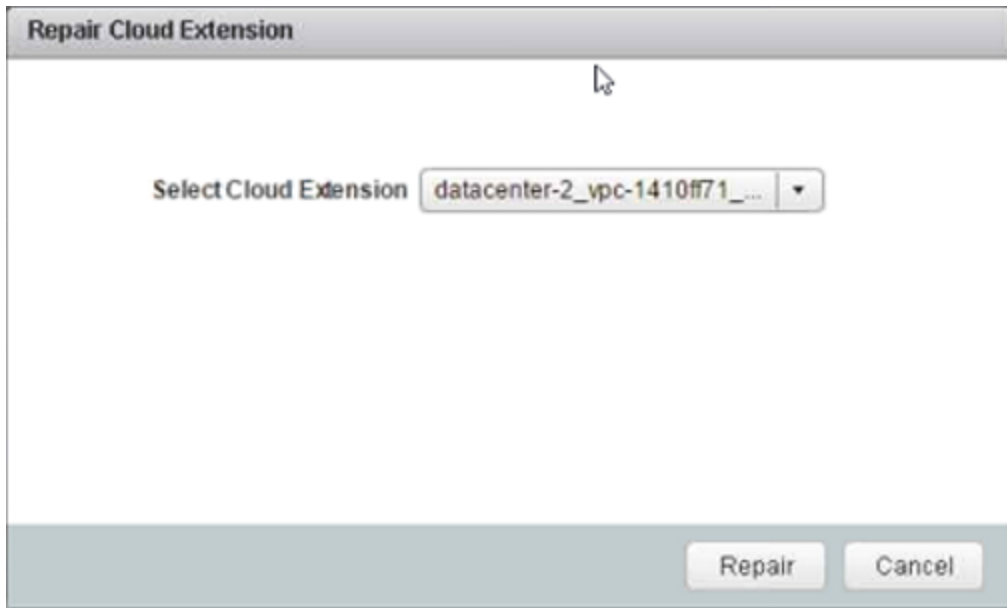 Repair Cloud Extension
Select Cloud Extension datacenter-2_vpc-1410ff71_...
Repair Cancel